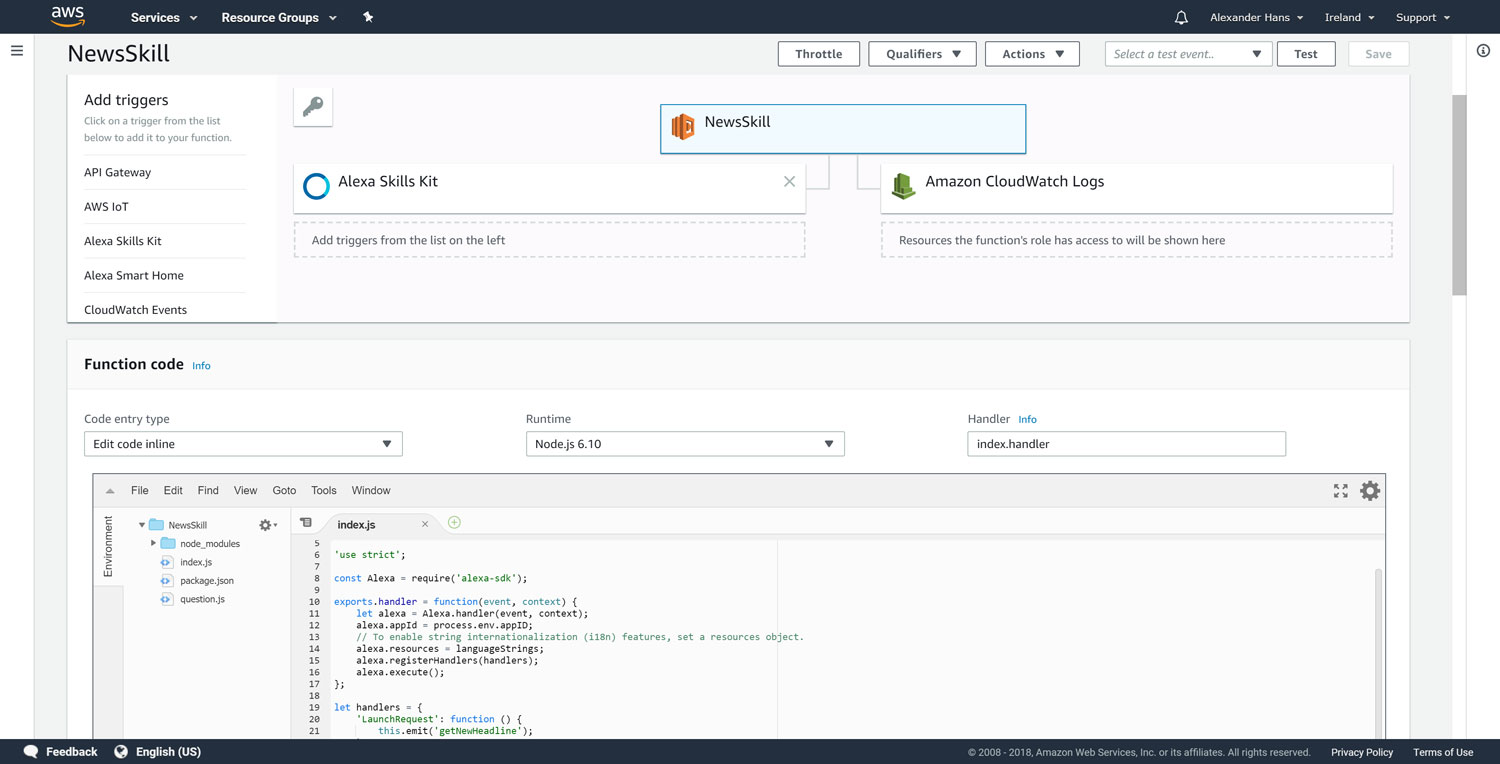 aws Services Resource Groups Alexander Hans Ireland Support
NewsSkill Throttle Qualifiers Actions Select a test event.. Test Save
Add triggers
Click on a trigger from the list
below to add it to your function.
API Gateway
AWS IoT
Alexa Skills Kit
Alexa Smart Home
CloudWatch Events
NewsSkill
Alexa Skills Kit
Amazon CloudWatch Logs
Add triggers from the list on the left
Resources the function's role has access to will be shown here
Function code Info
Code entry type
Edit code inline
Runtime
Node.js 6.10
Handler Info
index.handler
File Edit Find View Goto Tools Window
Environment
NewsSkill
node_modules
index.js
package.json
question.js
index.js
5
6 'use strict';
7
8 const Alexa = require('alexa-sdk');
9
10 exports.handler = function(event, context) {
11 let alexa = Alexa.handler(event, context);
12 alexa.appId = process.env.appID;
13 // To enable string internationalization (i18n) features, set a resources object.
14 alexa.resources = languageStrings;
15 alexa.registerHandlers(handlers);
16 alexa.execute();
17 };
18
19 let handlers = {
20 'LaunchRequest': function () {
21 this.emit('getNewHeadline');
Feedback English (US) © 2008 - 2018, Amazon Web Services, Inc. or its affiliates. All rights reserved. Privacy Policy Terms of Use